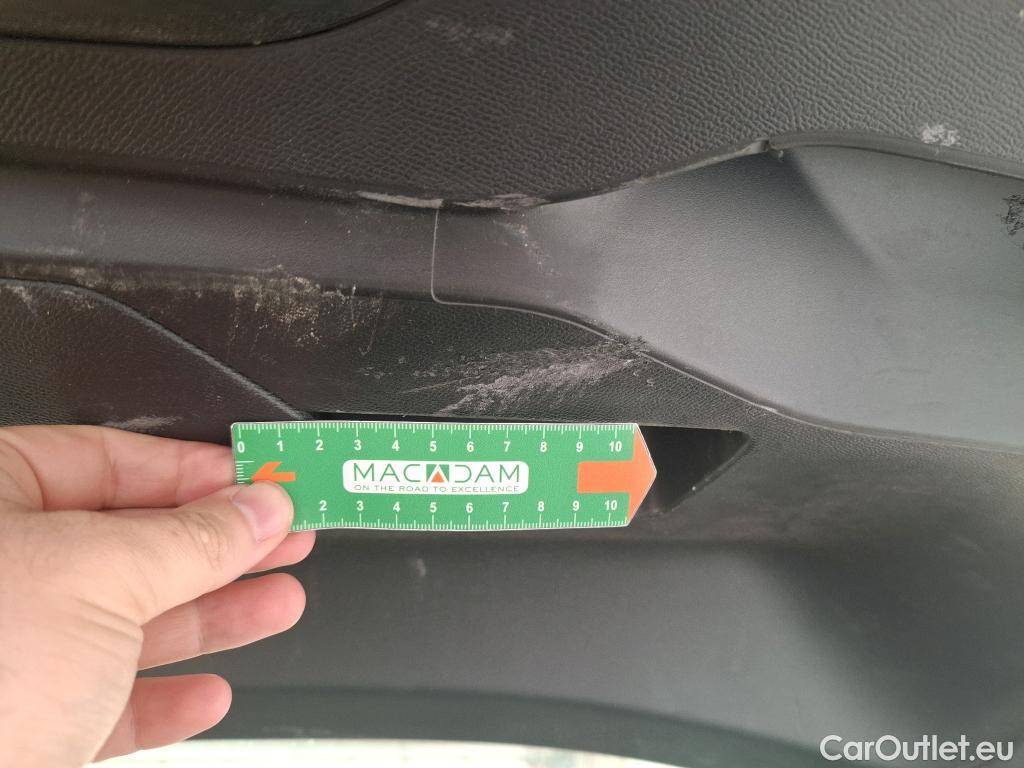 0 1 2 3 4 5 6 7 8 9 10
MACADAM
ON THE ROAD TO EXCELLENCE
2 3 4 5 6 7 8 9 10
CarOutlet.eu